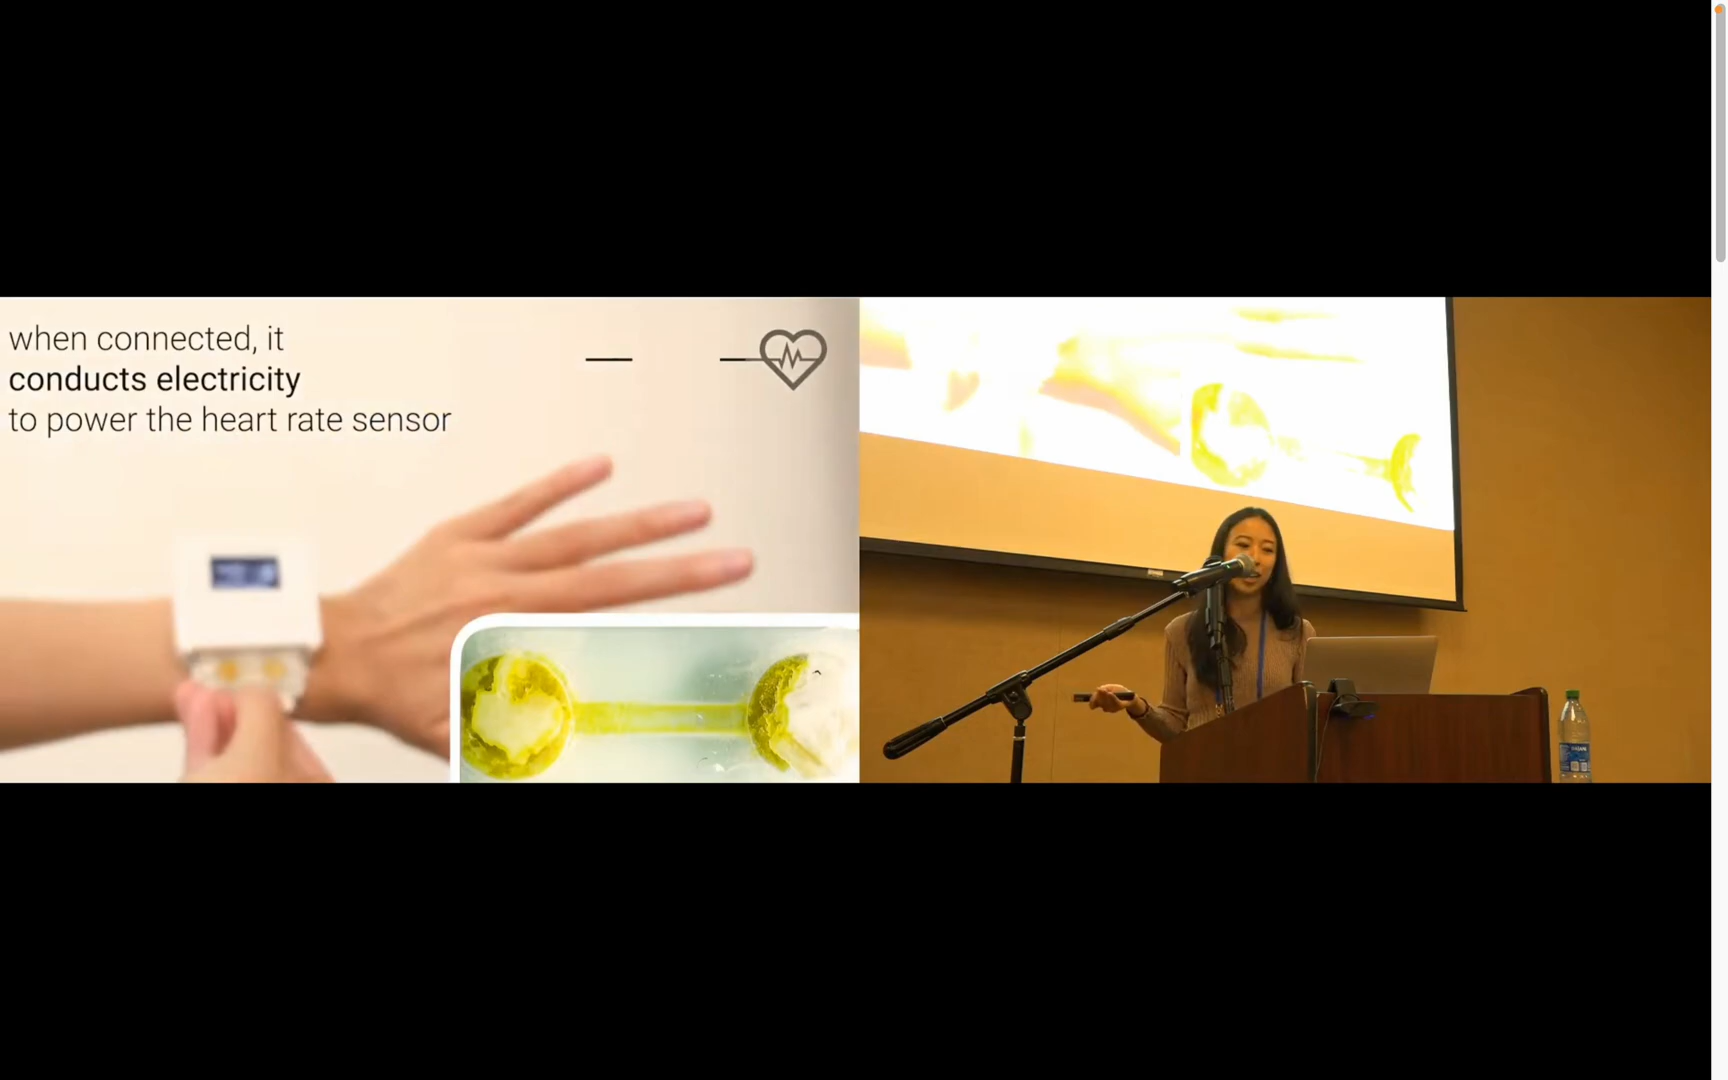 when connected, it
conducts electricity
to power the heart rate sensor